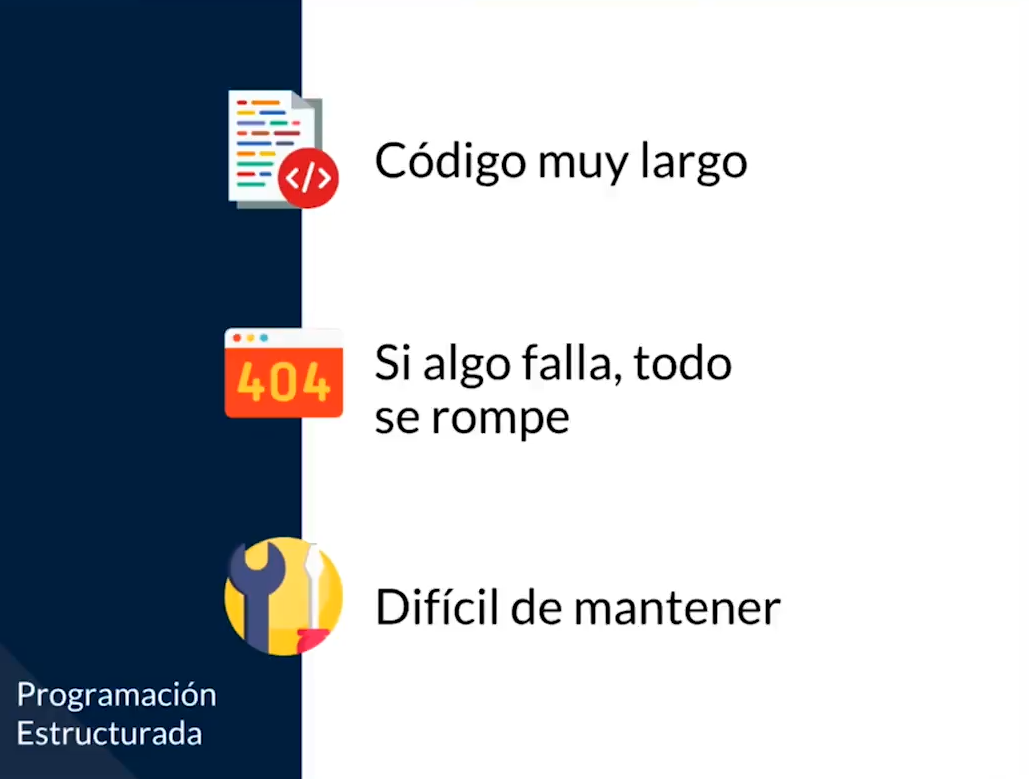 Código muy largo
404
Si algo falla, todo
se rompe
Difícil de mantener
Programación
Estructurada